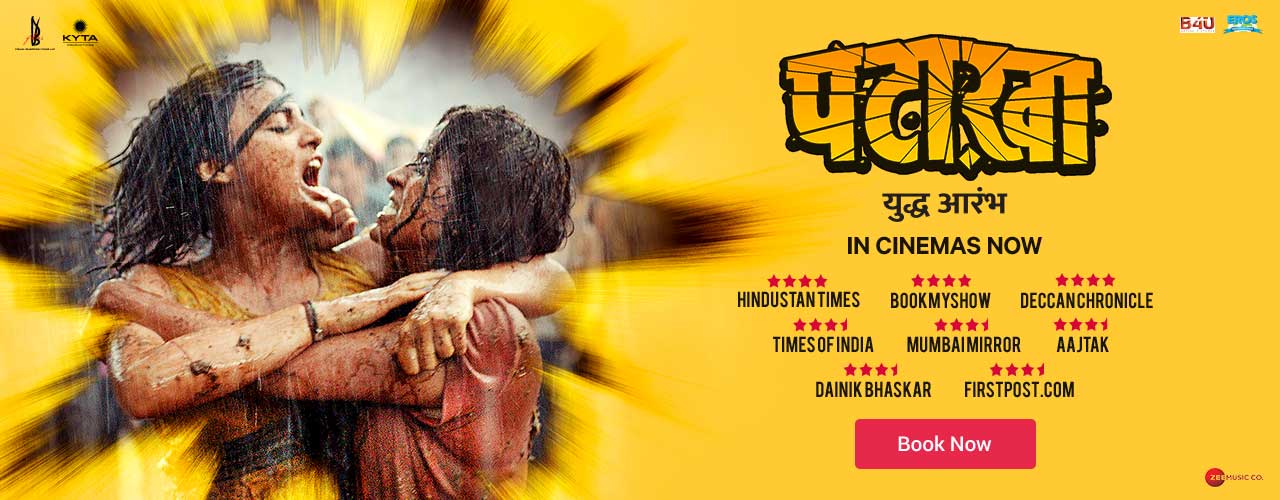 KYTA
PRODUCTIONS
B4U
EROS
पटाखा
युद्ध आरंभ
IN CINEMAS NOW
HINDUSTAN TIMES BOOKMYSHOW DECCAN CHRONICLE
TIMES OF INDIA MUMBAI MIRROR AAJTAK
DAINIK BHASKAR FIRSTPOST.COM
Book Now
ZEE MUSIC CO.